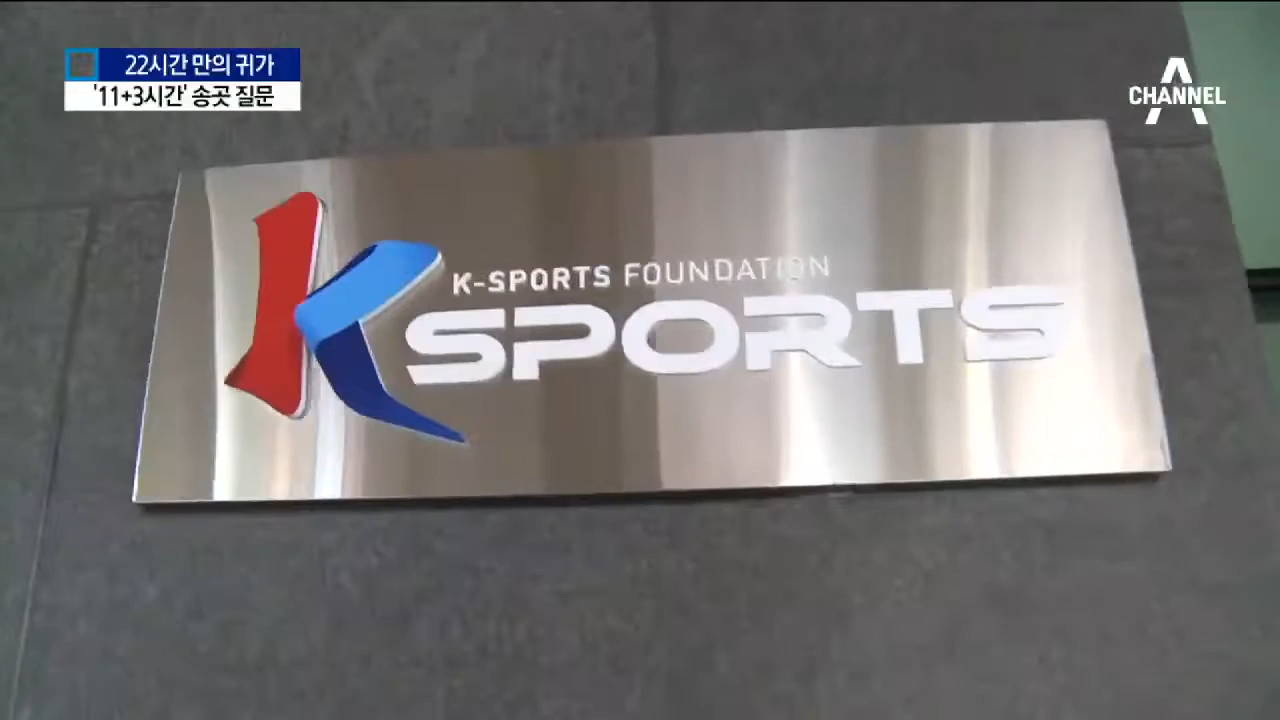 22시간 만의 귀가
'11+3시간' 송곳 질문
CHANNEL A
K-SPORTS FOUNDATION
K SPORTS